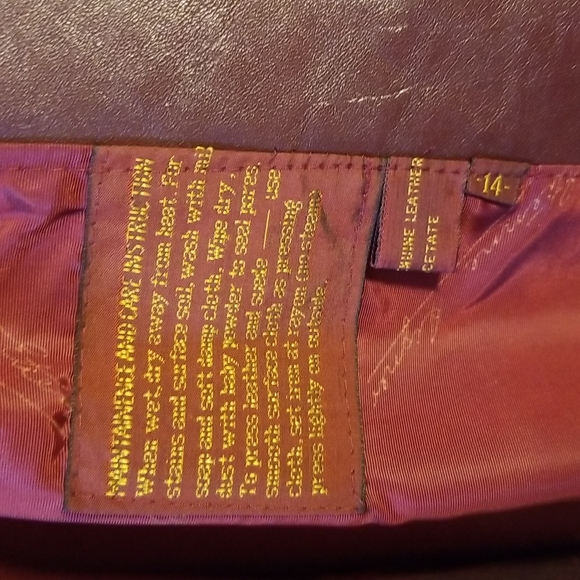 MAINTAINENCE AND CARE INSTRUCTION
When wet, dry away from heat. For
stains and surface soil, wash with mild
soap and soft damp cloth. Wipe dry,
dust with baby powder to seal pores.
To press leather and suede — use
smooth surface cloth as pressing
cloth, set iron at rayon (no steam)
press lightly on outside.
NUINE LEATHER
CETATE
-14-